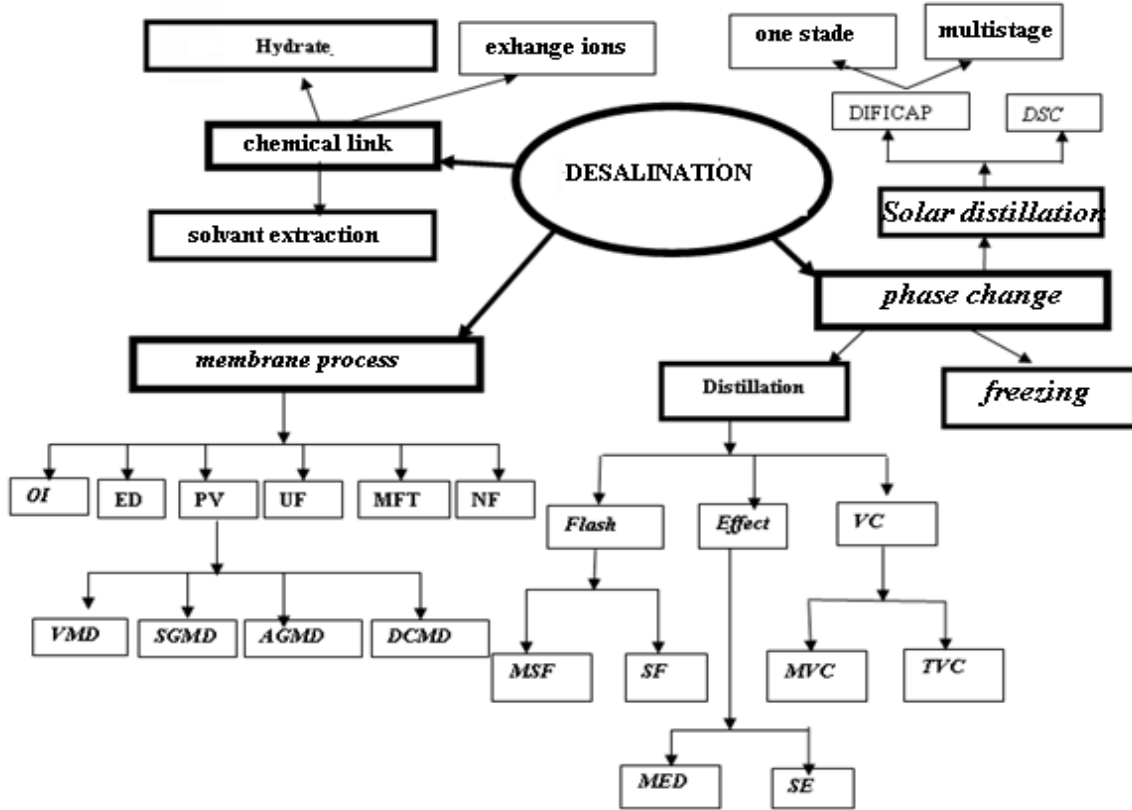 Hydrate
exhange ions
one stade
multistage
DIFICAP
DSC
chemical link
DESALINATION
solvant extraction
Solar distillation
phase change
membrane process
Distillation
freezing
OI
ED
PV
UF
MFT
NF
Flash
Effect
VC
VMD
SGMD
AGMD
DCMD
MSF
SF
MVC
TVC
MED
SE